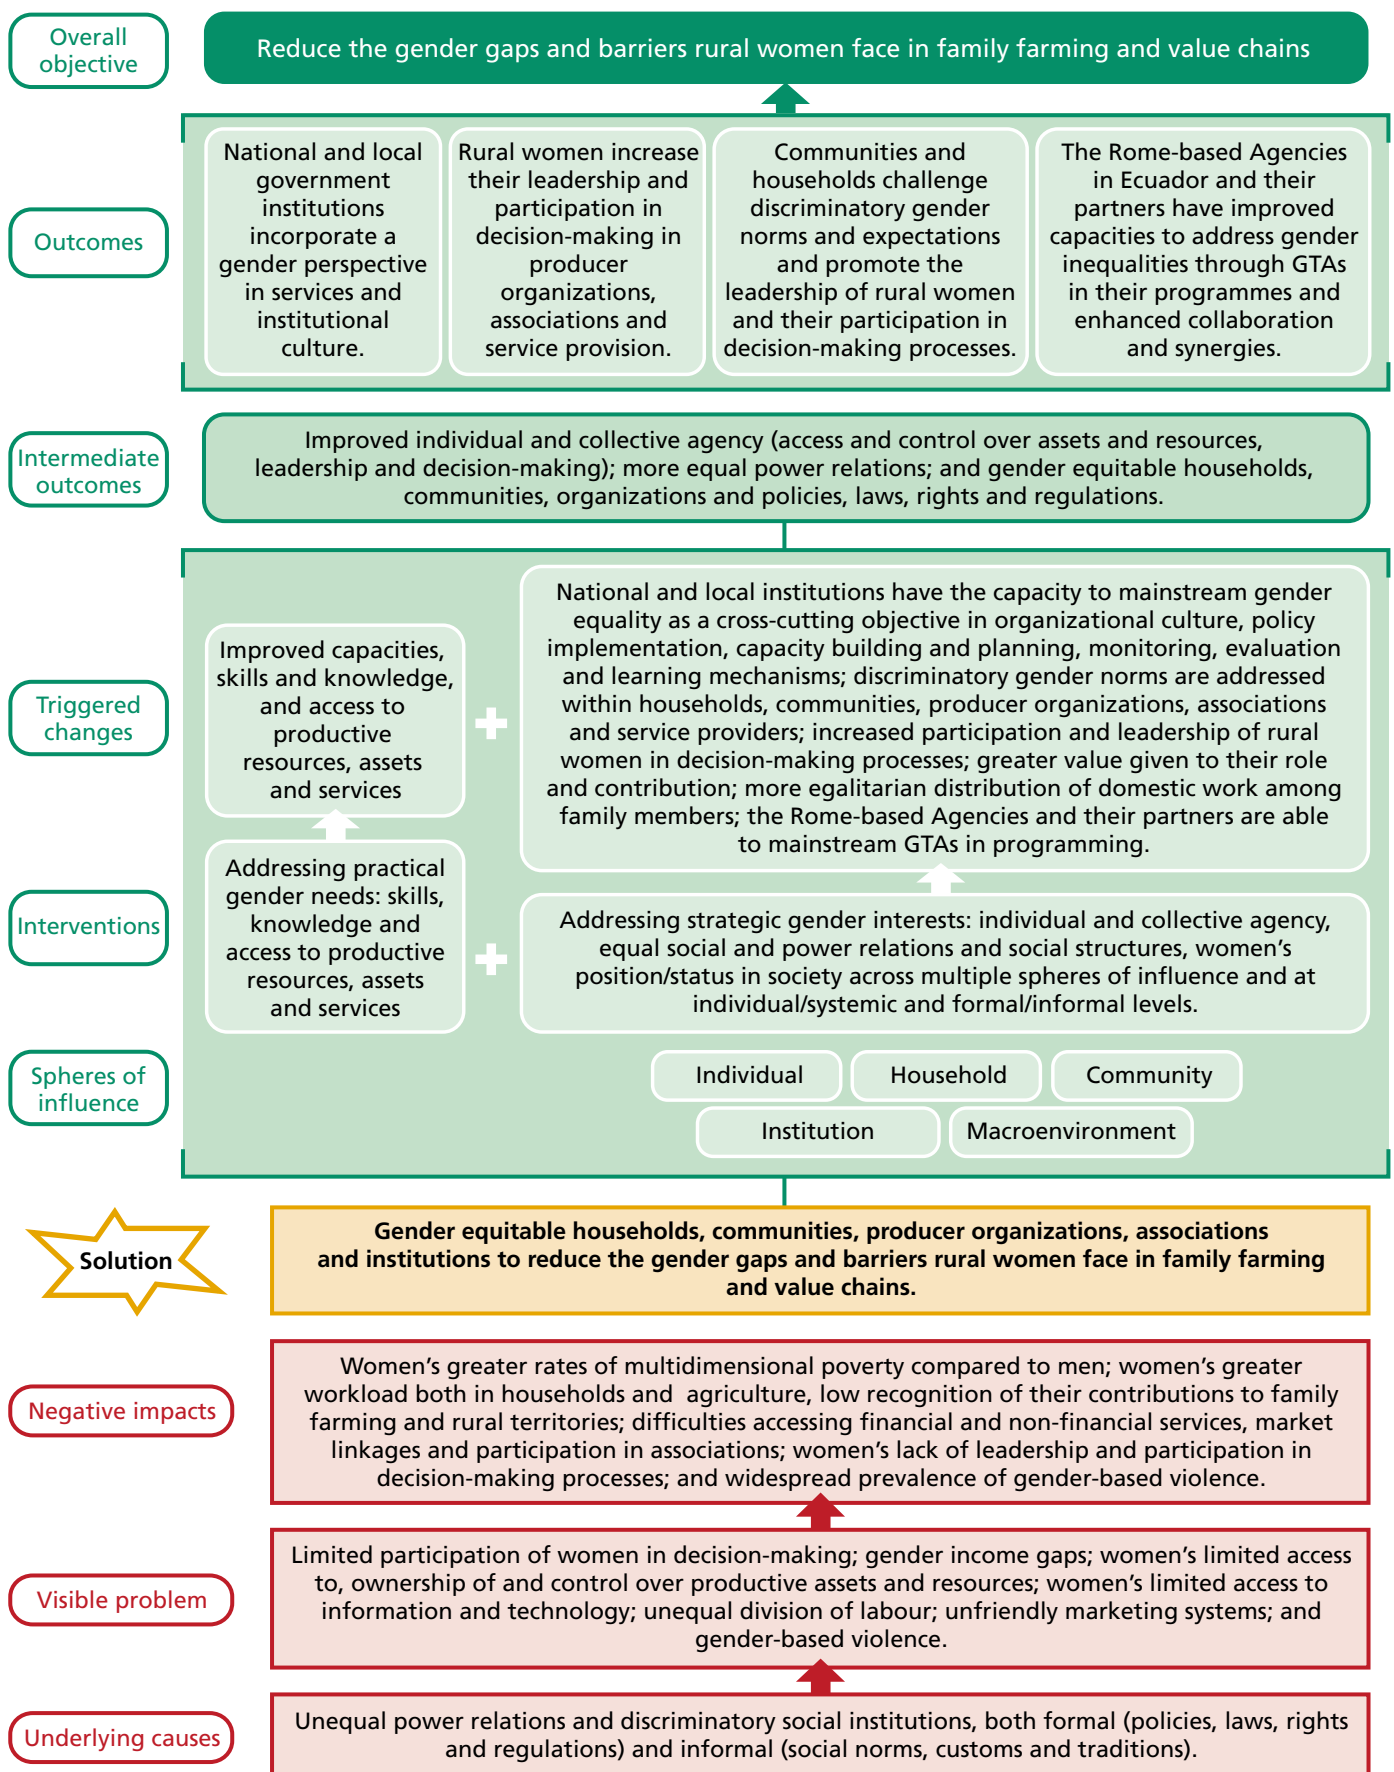 Overall
objective
Reduce the gender gaps and barriers rural women face in family farming and value chains
Outcomes
National and local
government
institutions
incorporate a
gender perspective
in services and
institutional
culture.
Rural women increase
their leadership and
participation in
decision-making in
producer
organizations,
associations and
service provision.
Communities and
households challenge
discriminatory gender
norms and expectations
and promote the
leadership of rural women
and their participation in
decision-making processes.
The Rome-based Agencies
in Ecuador and their
partners have improved
capacities to address gender
inequalities through GTAs
in their programmes and
enhanced collaboration
and synergies.
Intermediate
outcomes
Improved individual and collective agency (access and control over assets and resources,
leadership and decision-making); more equal power relations; and gender equitable households,
communities, organizations and policies, laws, rights and regulations.
Triggered
changes
Improved capacities,
skills and knowledge,
and access to
productive
resources, assets
and services
National and local institutions have the capacity to mainstream gender
equality as a cross-cutting objective in organizational culture, policy
implementation, capacity building and planning, monitoring, evaluation
and learning mechanisms; discriminatory gender norms are addressed
within households, communities, producer organizations, associations
and service providers; increased participation and leadership of rural
women in decision-making processes; greater value given to their role
and contribution; more egalitarian distribution of domestic work among
family members; the Rome-based Agencies and their partners are able
to mainstream GTAs in programming.
Interventions
Addressing practical
gender needs: skills,
knowledge and
access to productive
resources, assets
and services
Addressing strategic gender interests: individual and collective agency,
equal social and power relations and social structures, women’s
position/status in society across multiple spheres of influence and at
individual/systemic and formal/informal levels.
Spheres of
influence
Individual
Household
Community
Institution
Macroenvironment
Solution
Gender equitable households, communities, producer organizations, associations
and institutions to reduce the gender gaps and barriers rural women face in family farming
and value chains.
Negative impacts
Women’s greater rates of multidimensional poverty compared to men; women’s greater
workload both in households and agriculture, low recognition of their contributions to family
farming and rural territories; difficulties accessing financial and non-financial services, market
linkages and participation in associations; women’s lack of leadership and participation in
decision-making processes; and widespread prevalence of gender-based violence.
Visible problem
Limited participation of women in decision-making; gender income gaps; women’s limited access
to, ownership of and control over productive assets and resources; women’s limited access to
information and technology; unequal division of labour; unfriendly marketing systems; and
gender-based violence.
Underlying causes
Unequal power relations and discriminatory social institutions, both formal (policies, laws, rights
and regulations) and informal (social norms, customs and traditions).